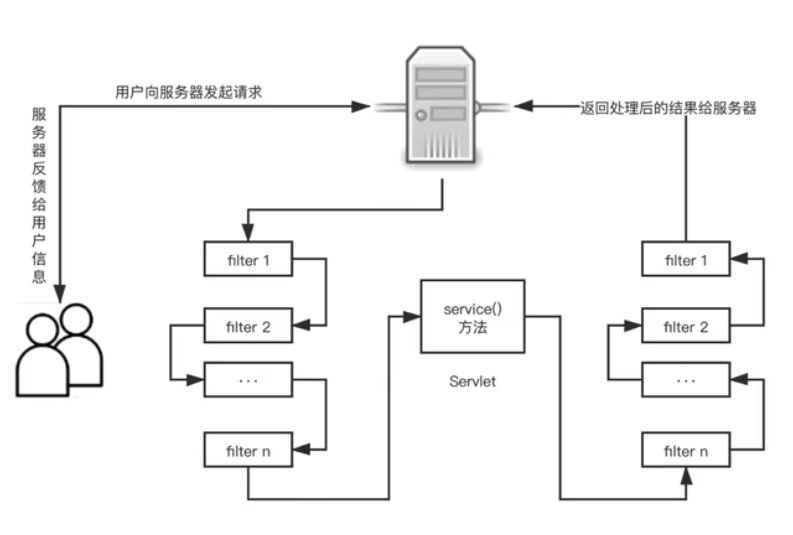 用户向服务器发起请求
返回处理后的结果给服务器
服务器反馈给用户信息
filter 1
filter 2
...
filter n
service()
方法
Servlet
filter 1
filter 2
...
filter n